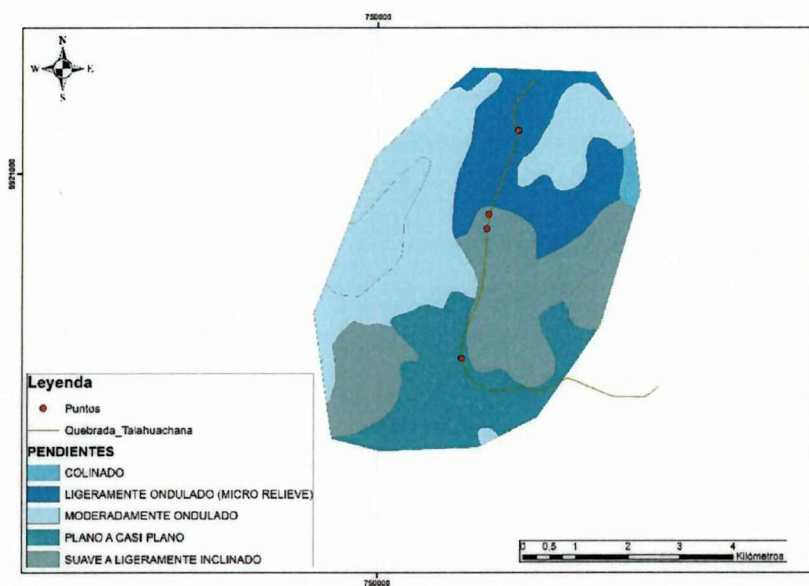 750000
N
W E
S
9921000
Leyenda
Puntos
Quebrada_Talahuachana
PENDIENTES
COLINADO
LIGERAMENTE ONDULADO (MICRO RELIEVE)
MODERADAMENTE ONDULADO
PLANO A CASI PLANO
SUAVE A LIGERAMENTE INCLINADO
0 0,5 1 2 3 4
Kilómetros
750000